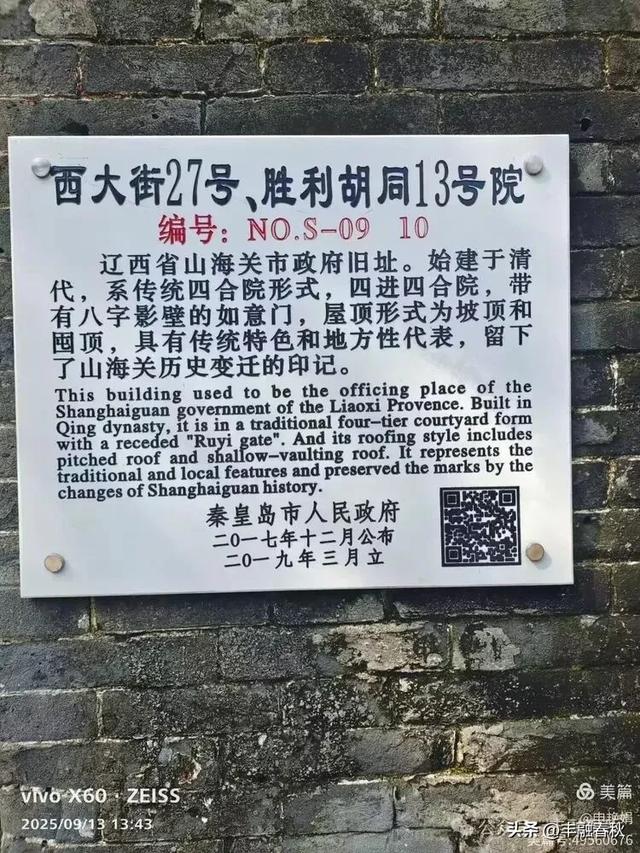 西大街27号、胜利胡同13号院
编号：NO.S-09 10
辽西省山海关市政府旧址。始建于清
代，系传统四合院形式，四进四合院，带
有八字影壁的如意门，屋顶形式为坡顶和
囤顶，具有传统特色和地方性代表，留下
了山海关历史变迁的印记。
This building used to be the officing place of the
Shanghaiguan government of the Liaoxi Provence. Built in
Qing dynasty, it is in a traditional four-tier courtyard form
with a receded "Ruyi gate". And its roofing style includes
pitched roof and shallow-vaulting roof. It represents the
traditional and local features and preserved the marks by the
changes of Shanghaiguan history.
秦皇岛市人民政府
二〇一七年十二月公布
二〇一九年三月立
vivo X60 · ZEISS
2025/09/13 13:43
美篇
头条 @丰融春秋
美篇号:49560676